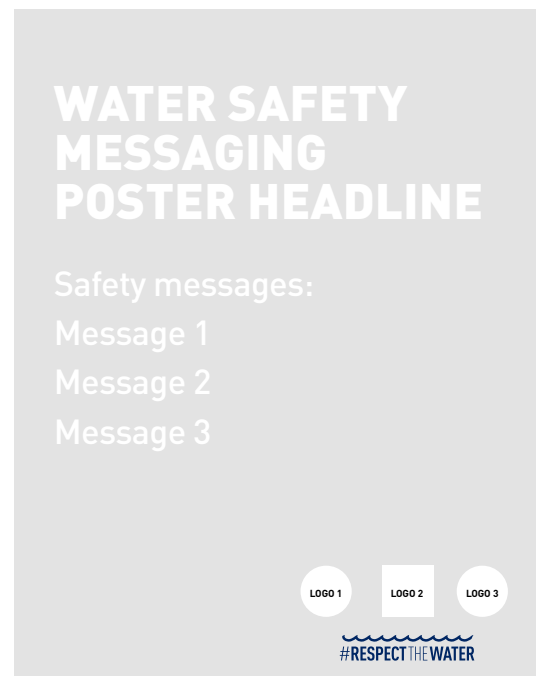 WATER SAFETY
MESSAGING
POSTER HEADLINE
Safety messages:
Message 1
Message 2
Message 3
LOGO 1 LOGO 2 LOGO 3
#RESPECTTHEWATER